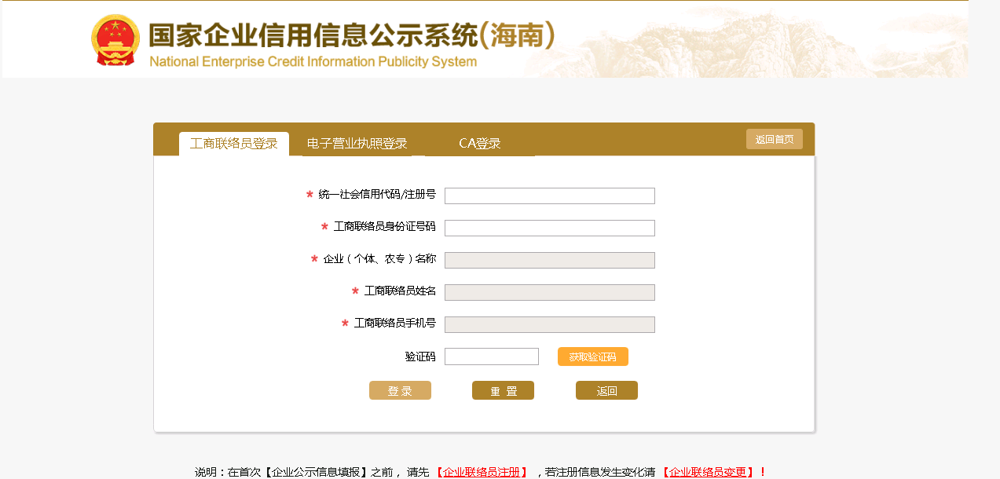 国家企业信用信息公示系统(海南)
National Enterprise Credit Information Publicity System
工商联络员登录 电子营业执照登录 CA登录 返回首页
* 统一社会信用代码/注册号
* 工商联络员身份证号码
* 企业（个体、农专）名称
* 工商联络员姓名
* 工商联络员手机号
验证码 获取验证码
登 录 重 置 返回
说明：在首次【企业公示信息填报】之前， 请先 【企业联络员注册】 ，若注册信息发生变化请 【企业联络员变更】！